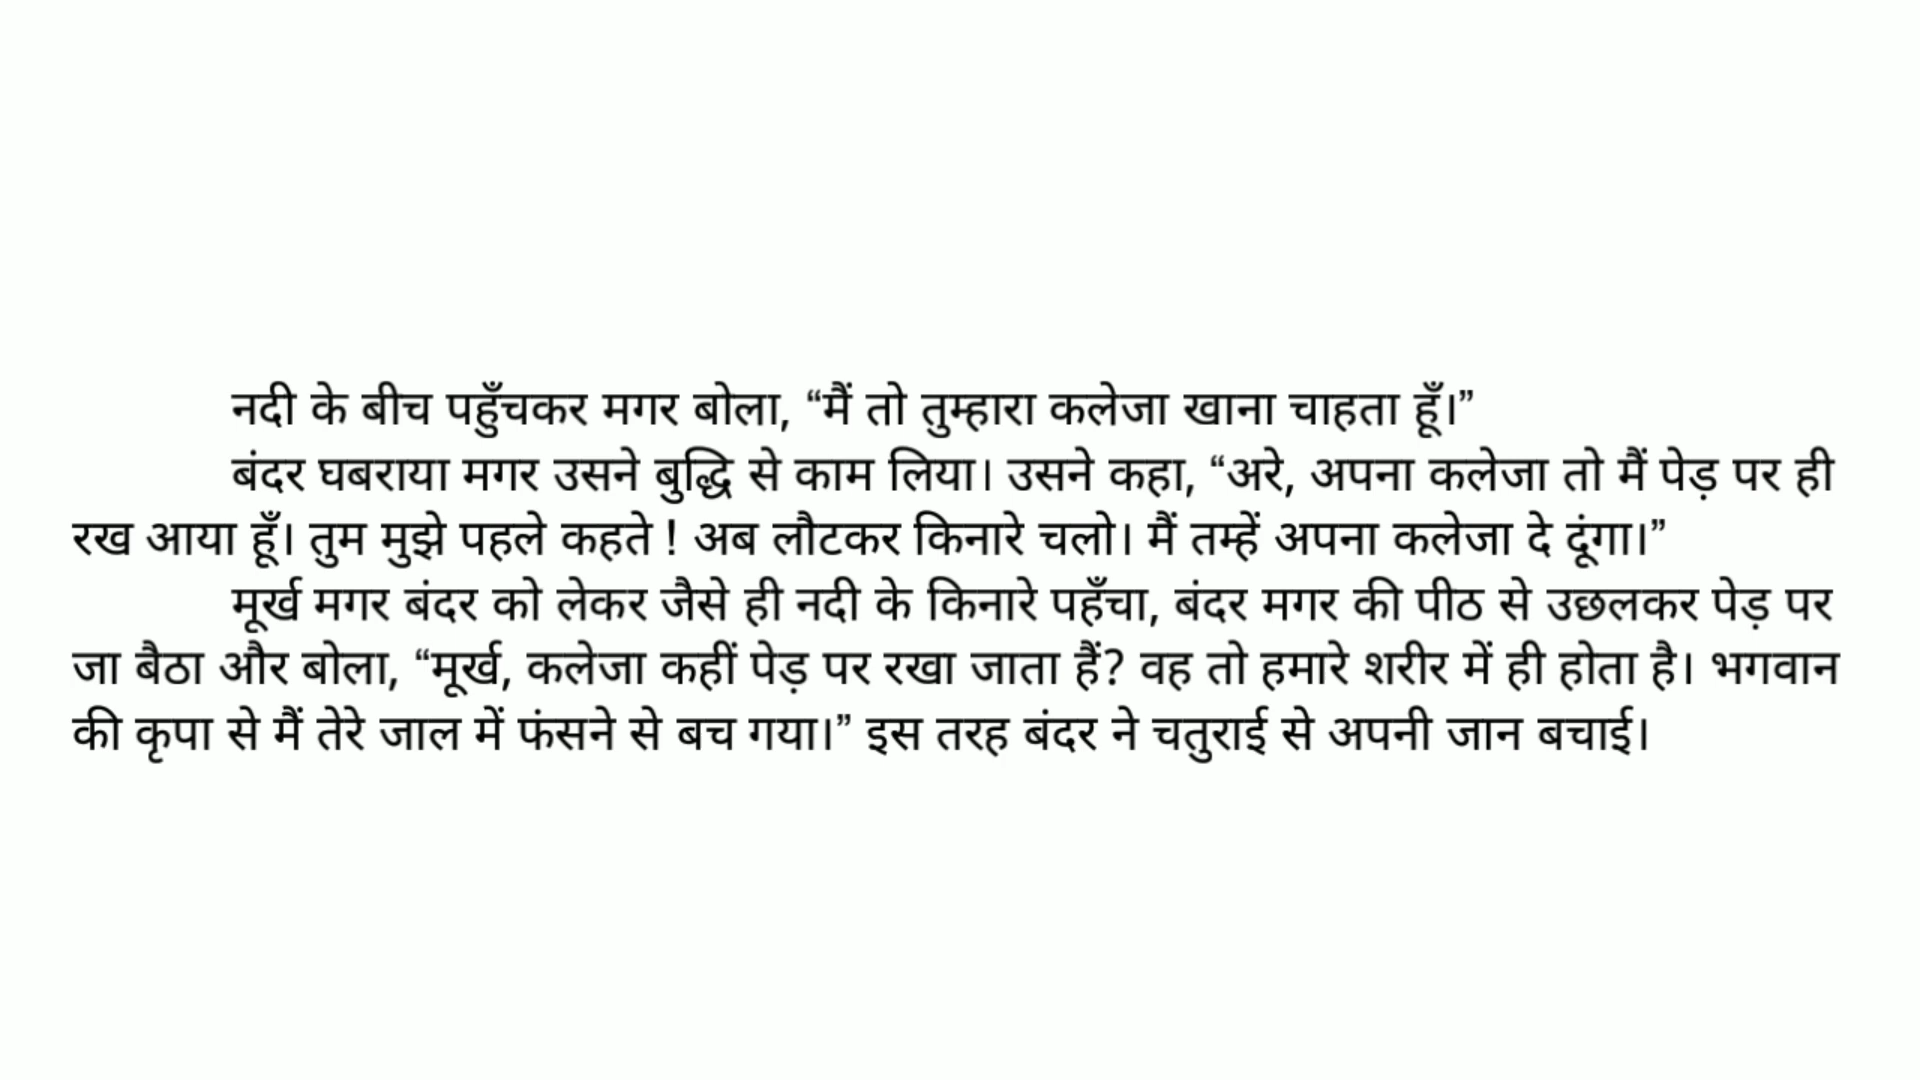 नदी के बीच पहुँचकर मगर बोला, “मैं तो तुम्हारा कलेजा खाना चाहता हूँ।”
बंदर घबराया मगर उसने बुद्धि से काम लिया। उसने कहा, “अरे, अपना कलेजा तो मैं पेड़ पर ही
रख आया हूँ। तुम मुझे पहले कहते ! अब लौटकर किनारे चलो। मैं तम्हें अपना कलेजा दे दूंगा।”
मूर्ख मगर बंदर को लेकर जैसे ही नदी के किनारे पहँचा, बंदर मगर की पीठ से उछलकर पेड़ पर
जा बैठा और बोला, “मूर्ख, कलेजा कहीं पेड़ पर रखा जाता हैं? वह तो हमारे शरीर में ही होता है। भगवान
की कृपा से मैं तेरे जाल में फंसने से बच गया।” इस तरह बंदर ने चतुराई से अपनी जान बचाई।